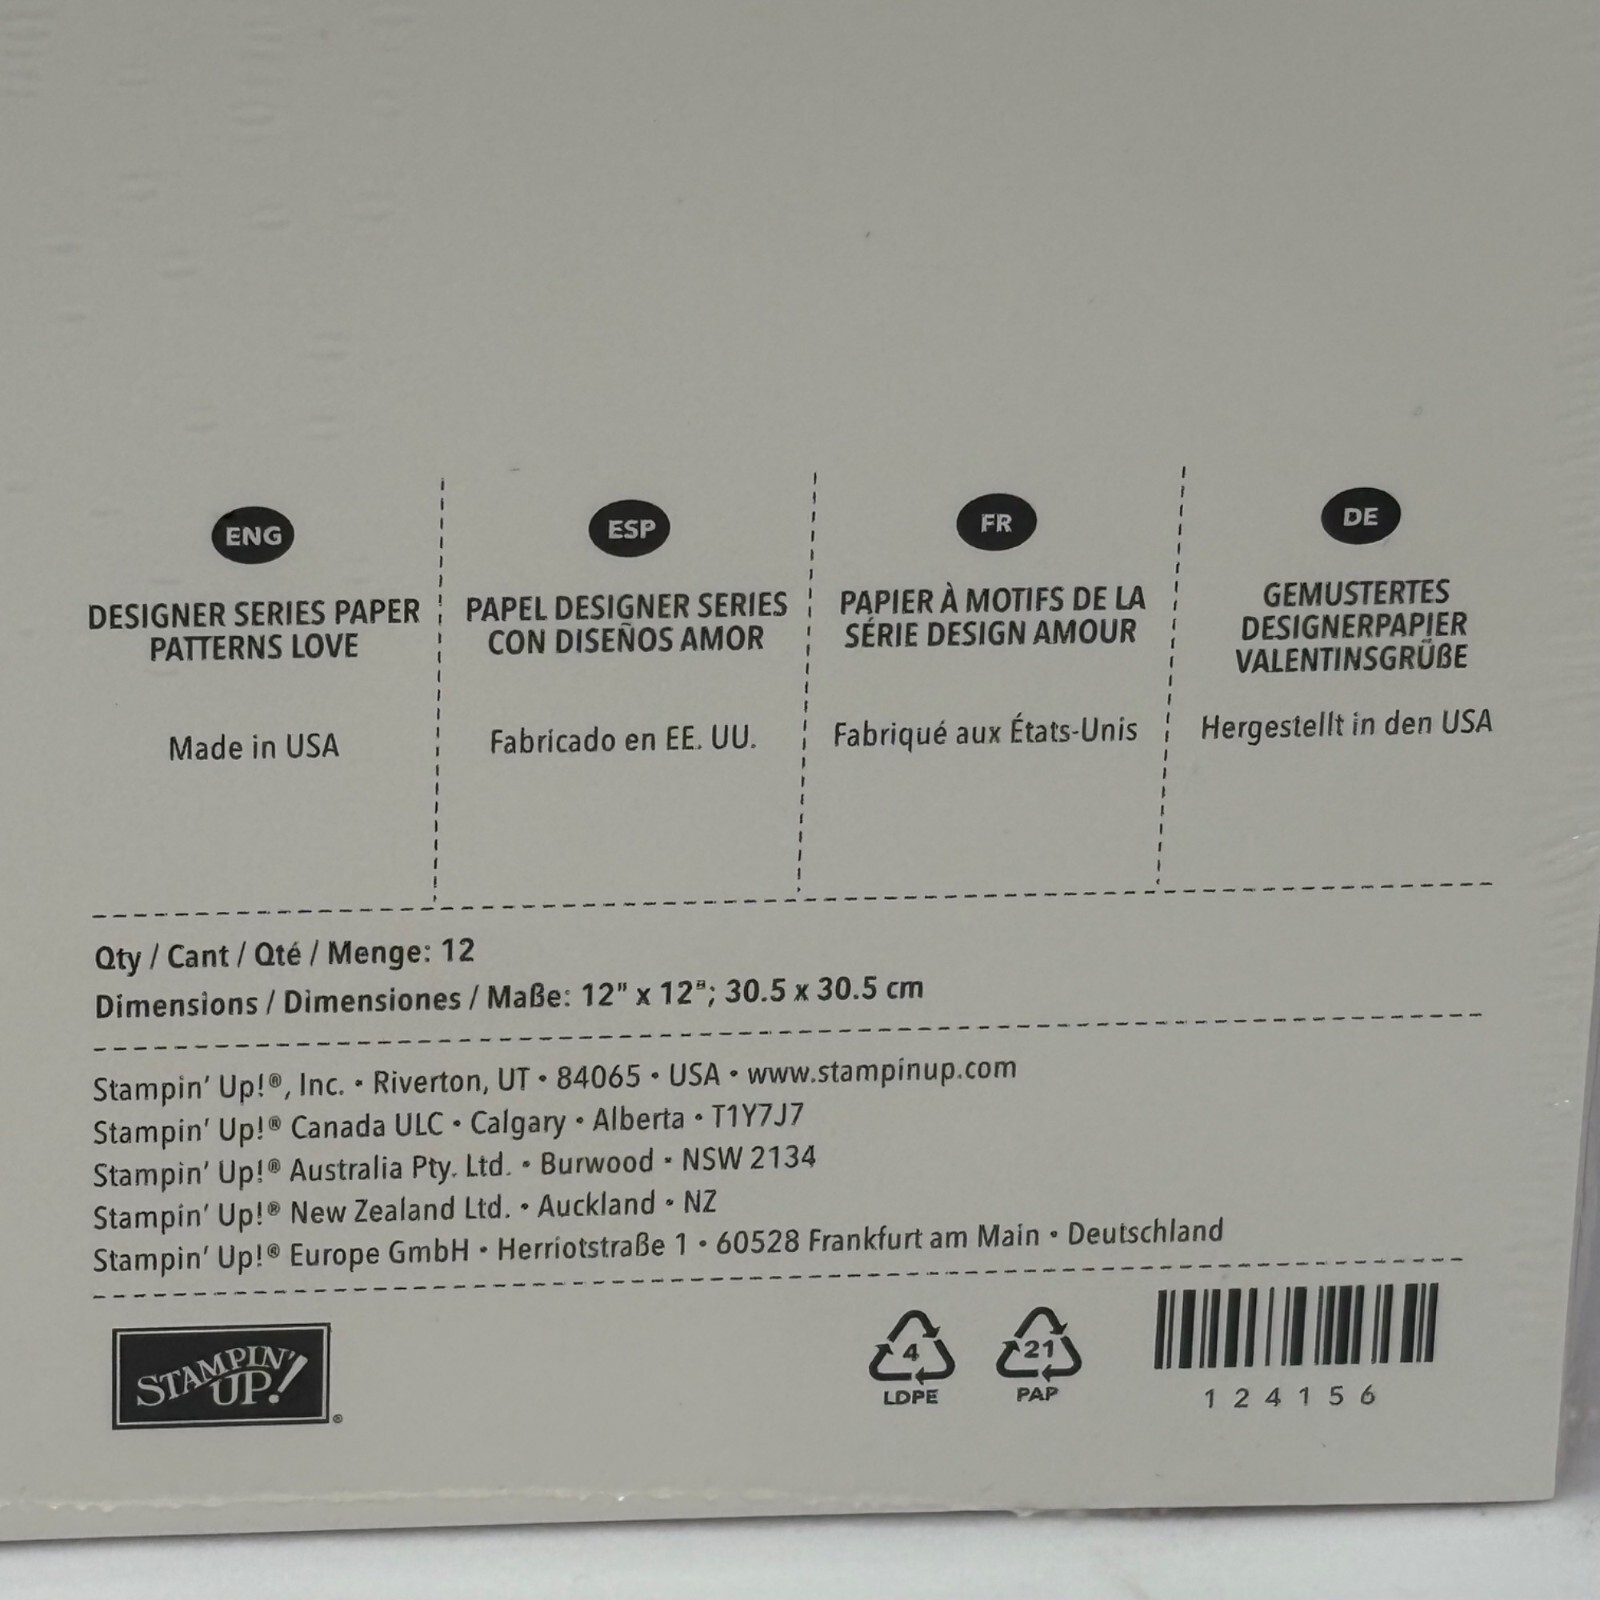 ENG
DESIGNER SERIES PAPER
PATTERNS LOVE
Made in USA
ESP
PAPEL DESIGNER SERIES
CON DISEÑOS AMOR
Fabricado en EE. UU.
FR
PAPIER À MOTIFS DE LA
SÉRIE DESIGN AMOUR
Fabriqué aux États-Unis
DE
GEMUSTERTES
DESIGNERPAPIER
VALENTINSGRÜßE
Hergestellt in den USA
Qty / Cant / Qté / Menge: 12
Dimensions / Dimensiones / Maße: 12" x 12"; 30.5 x 30.5 cm
Stampin' Up!®, Inc. • Riverton, UT • 84065 • USA • www.stampinup.com
Stampin' Up!® Canada ULC • Calgary • Alberta • T1Y7J7
Stampin' Up!® Australia Pty. Ltd. • Burwood • NSW 2134
Stampin' Up!® New Zealand Ltd. • Auckland • NZ
Stampin' Up!® Europe GmbH • Herriotstraße 1 • 60528 Frankfurt am Main • Deutschland
STAMPIN'
UP!®
4
LDPE
21
PAP
124156